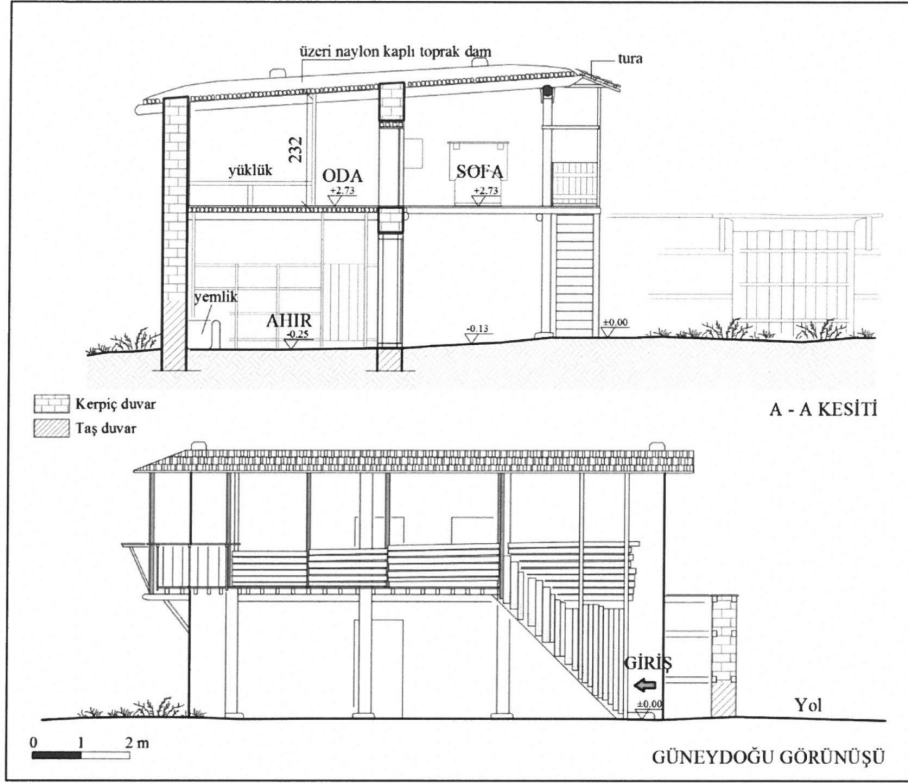 üzeri naylon kaplı toprak dam
tura
232
yüklük
ODA
+2.73
SOFA
+2.73
yemlik
AHIR
-0.25
-0.13
±0.00
Kerpiç duvar
Taş duvar
A - A KESİTİ
GİRİŞ
±0.00
Yol
0 1 2 m
GÜNEYDOĞU GÖRÜNÜŞÜ